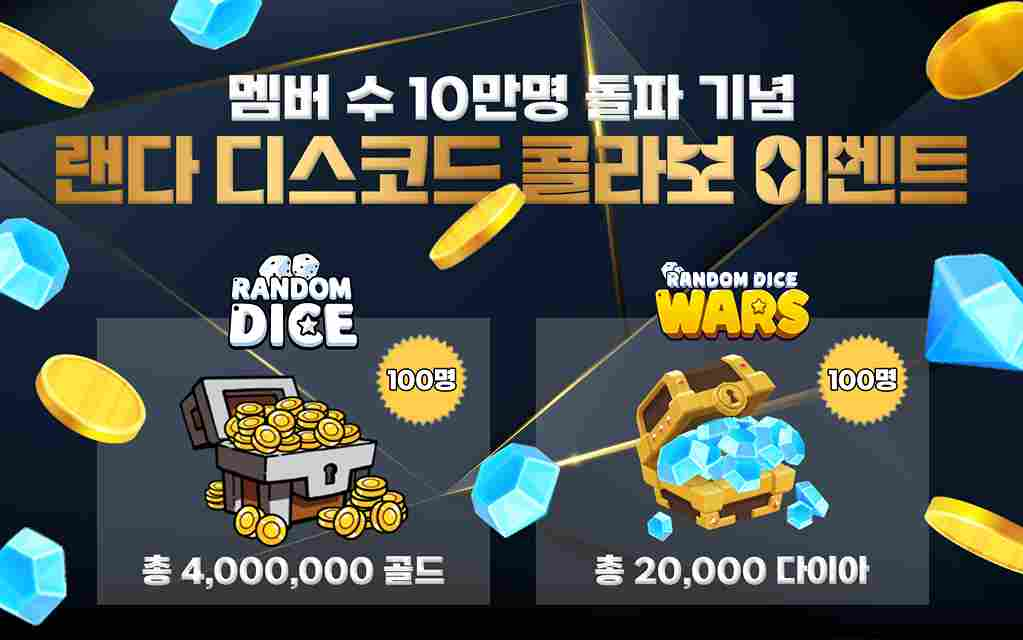 멤버 수 10만명 돌파 기념
랜다 디스코드 콜라보 이벤트
RANDOM
DICE
100명
총 4,000,000 골드
RANDOM DICE
WARS
100명
총 20,000 다이아